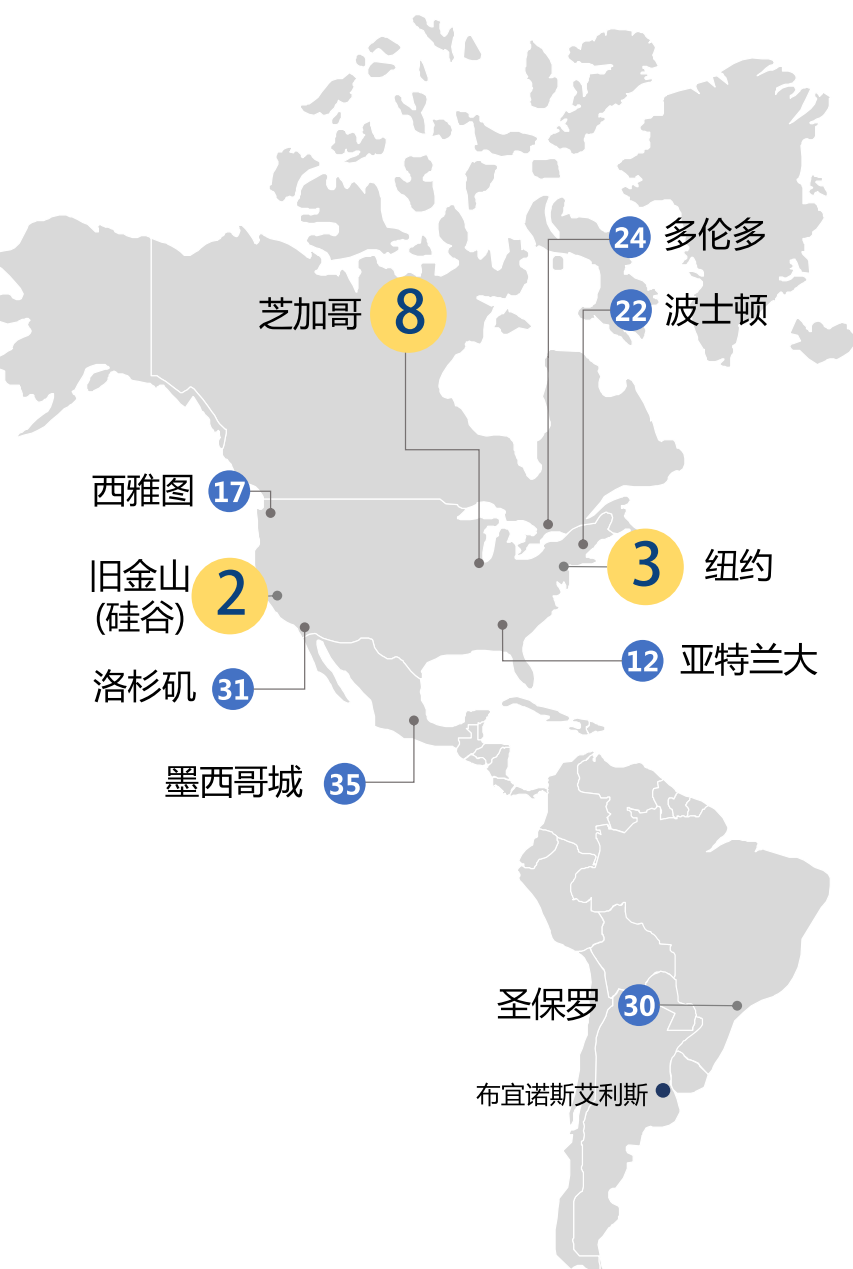 24 多伦多
芝加哥 8
22 波士顿
西雅图 17
旧金山
(硅谷) 2
3 纽约
12 亚特兰大
洛杉矶 31
墨西哥城 35
圣保罗 30
布宜诺斯艾利斯